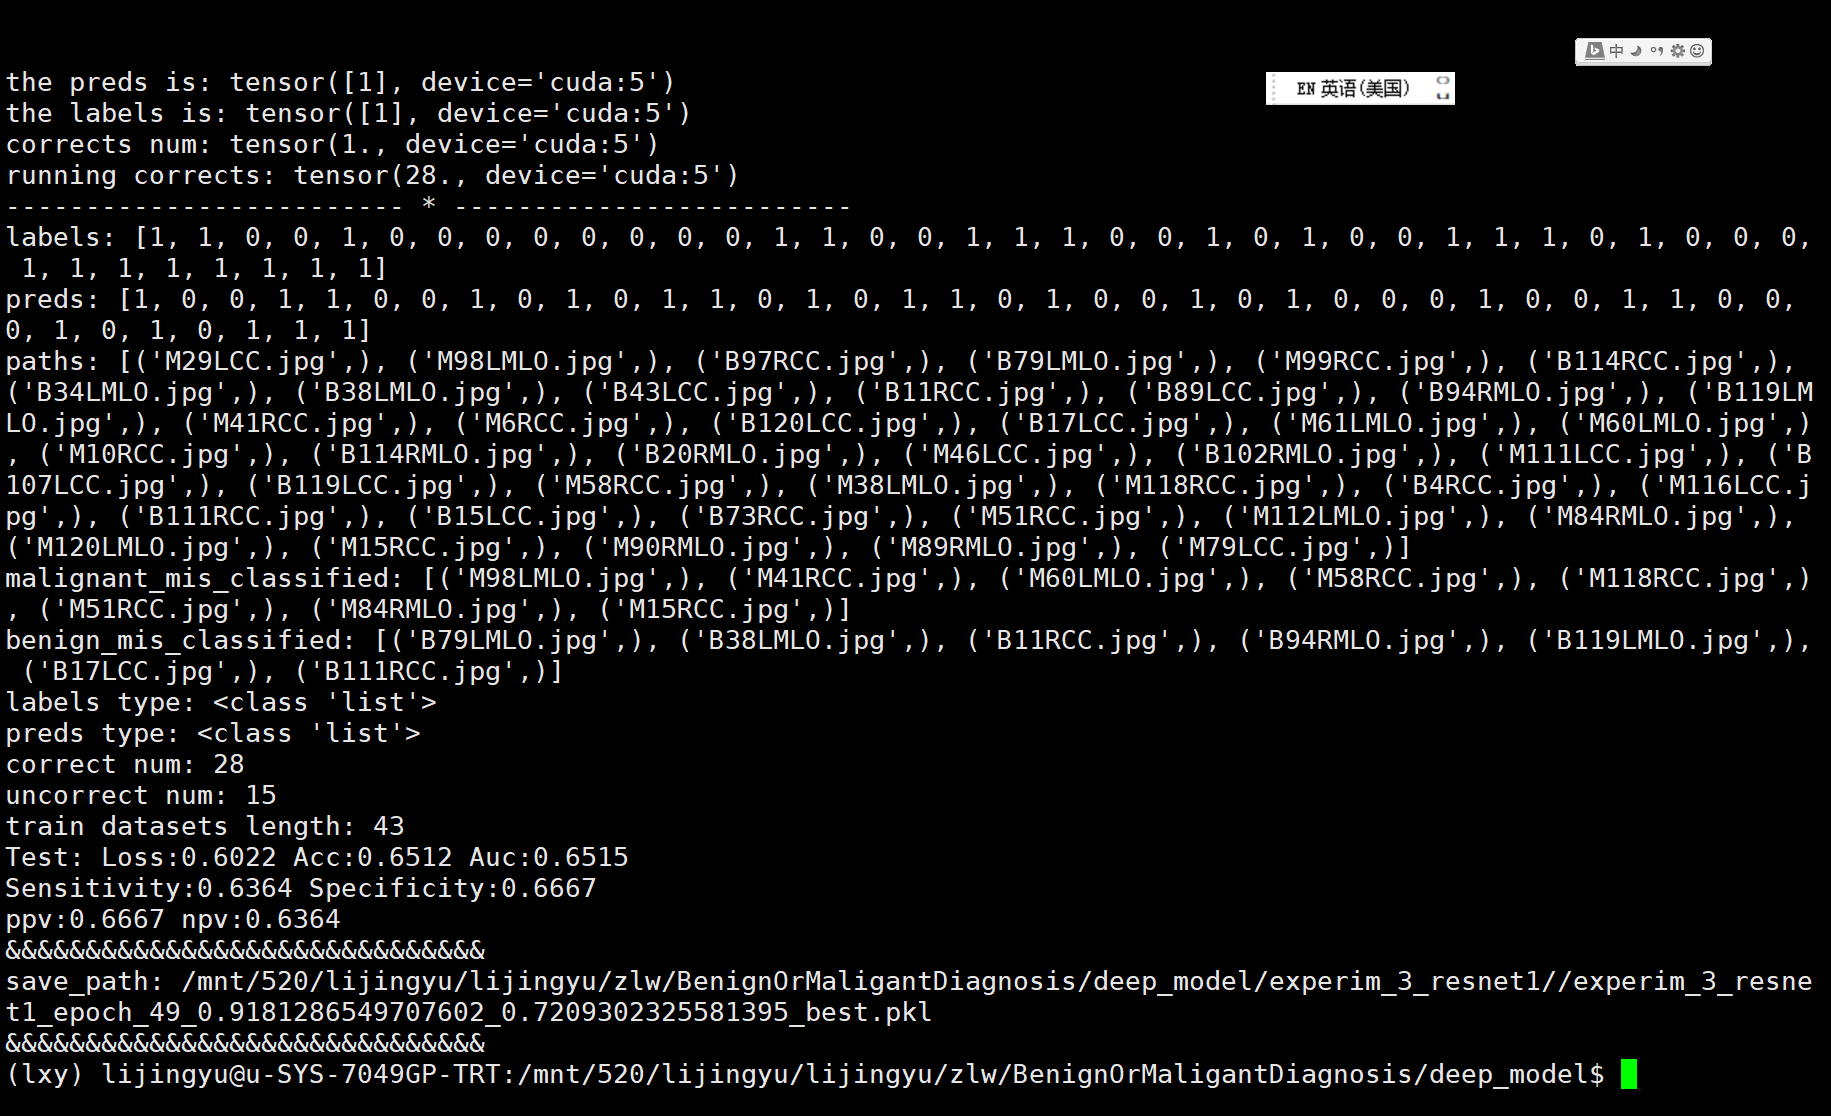 中
EN 英语(美国)
the preds is: tensor([1], device='cuda:5')
the labels is: tensor([1], device='cuda:5')
corrects num: tensor(1., device='cuda:5')
running corrects: tensor(28., device='cuda:5')
------------------------- * -------------------------
labels: [1, 1, 0, 0, 1, 0, 0, 0, 0, 0, 0, 0, 0, 1, 1, 0, 0, 1, 1, 1, 0, 0, 1, 0, 1, 0, 0, 1, 1, 1, 0, 1, 0, 0, 0,
 1, 1, 1, 1, 1, 1, 1, 1]
preds: [1, 0, 0, 1, 1, 0, 0, 1, 0, 1, 0, 1, 1, 0, 1, 0, 1, 1, 0, 1, 0, 0, 1, 0, 1, 0, 0, 0, 1, 0, 0, 1, 1, 0, 0,
0, 1, 0, 1, 0, 1, 1, 1]
paths: [('M29LCC.jpg',), ('M98LMLO.jpg',), ('B97RCC.jpg',), ('B79LMLO.jpg',), ('M99RCC.jpg',), ('B114RCC.jpg',),
('B34LMLO.jpg',), ('B38LMLO.jpg',), ('B43LCC.jpg',), ('B11RCC.jpg',), ('B89LCC.jpg',), ('B94RMLO.jpg',), ('B119LM
LO.jpg',), ('M41RCC.jpg',), ('M6RCC.jpg',), ('B120LCC.jpg',), ('B17LCC.jpg',), ('M61LMLO.jpg',), ('M60LMLO.jpg',)
, ('M10RCC.jpg',), ('B114RMLO.jpg',), ('B20RMLO.jpg',), ('M46LCC.jpg',), ('B102RMLO.jpg',), ('M111LCC.jpg',), ('B
107LCC.jpg',), ('B119LCC.jpg',), ('M58RCC.jpg',), ('M38LMLO.jpg',), ('M118RCC.jpg',), ('B4RCC.jpg',), ('M116LCC.j
pg',), ('B111RCC.jpg',), ('B15LCC.jpg',), ('B73RCC.jpg',), ('M51RCC.jpg',), ('M112LMLO.jpg',), ('M84RMLO.jpg',),
('M120LMLO.jpg',), ('M15RCC.jpg',), ('M90RMLO.jpg',), ('M89RMLO.jpg',), ('M79LCC.jpg',)]
malignant_mis_classified: [('M98LMLO.jpg',), ('M41RCC.jpg',), ('M60LMLO.jpg',), ('M58RCC.jpg',), ('M118RCC.jpg',)
, ('M51RCC.jpg',), ('M84RMLO.jpg',), ('M15RCC.jpg',)]
benign_mis_classified: [('B79LMLO.jpg',), ('B38LMLO.jpg',), ('B11RCC.jpg',), ('B94RMLO.jpg',), ('B119LMLO.jpg',),
 ('B17LCC.jpg',), ('B111RCC.jpg',)]
labels type: <class 'list'>
preds type: <class 'list'>
correct num: 28
uncorrect num: 15
train datasets length: 43
Test: Loss:0.6022 Acc:0.6512 Auc:0.6515
Sensitivity:0.6364 Specificity:0.6667
ppv:0.6667 npv:0.6364
&&&&&&&&&&&&&&&&&&&&&&&&&&&&&&
save_path: /mnt/520/lijingyu/lijingyu/zlw/BenignOrMaligantDiagnosis/deep_model/experim_3_resnet1//experim_3_resne
t1_epoch_49_0.9181286549707602_0.7209302325581395_best.pkl
&&&&&&&&&&&&&&&&&&&&&&&&&&&&&&
(lxy) lijingyu@u-SYS-7049GP-TRT:/mnt/520/lijingyu/lijingyu/zlw/BenignOrMaligantDiagnosis/deep_model$